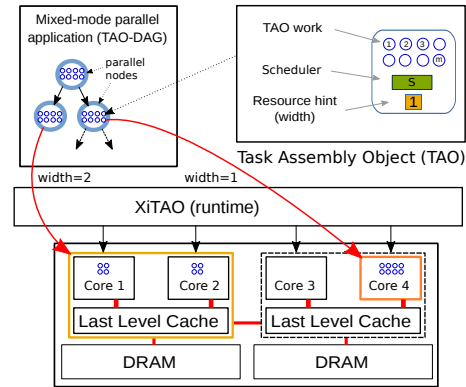 Mixed-mode parallel
application (TAO-DAG)
parallel
nodes
TAO work
1 2 3
m
Scheduler
S
Resource hint
(width)
1
Task Assembly Object (TAO)
width=2
width=1
XiTAO (runtime)
Core 1
Core 2
Core 3
Core 4
Last Level Cache
Last Level Cache
DRAM
DRAM